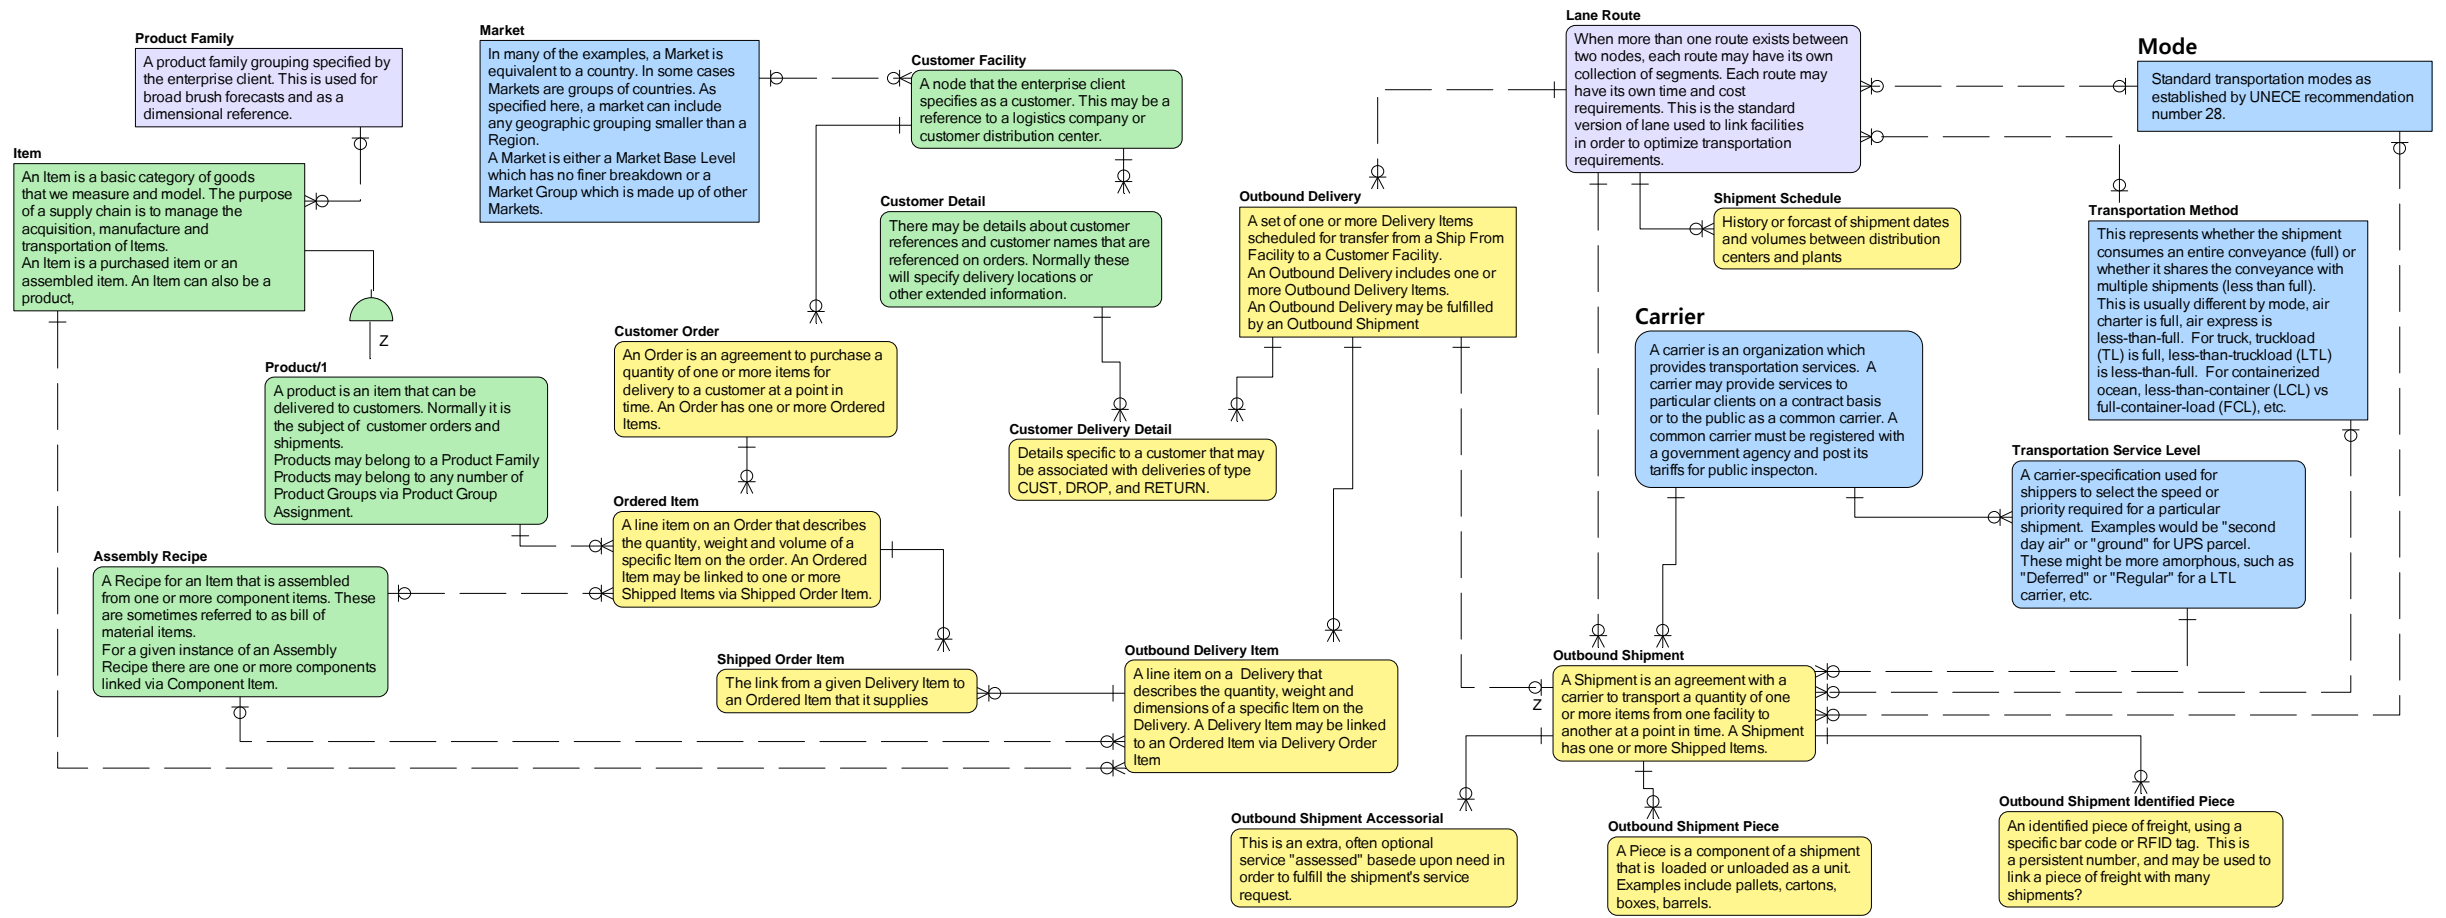 Product Family
A product family grouping specified by
the enterprise client. This is used for
broad brush forecasts and as a
dimensional reference.
Item
An Item is a basic category of goods
that we measure and model. The purpose
of a supply chain is to manage the
acquisition, manufacture and
transportation of Items.
An Item is a purchased item or an
assembled item. An Item can also be a
product,
Z
Product/1
A product is an item that can be
delivered to customers. Normally it is
the subject of  customer orders and
shipments.
Products may belong to a Product Family
Products may belong to any number of
Product Groups via Product Group
Assignment.
Assembly Recipe
A Recipe for an Item that is assembled
from one or more component items. These
are sometimes referred to as bill of
material items.
For a given instance of an Assembly
Recipe there are one or more components
linked via Component Item.
Market
In many of the examples, a Market is
equivalent to a country. In some cases
Markets are groups of countries. As
specified here, a market can include
any geographic grouping smaller than a
Region.
A Market is either a Market Base Level
which has no finer breakdown or a
Market Group which is made up of other
Markets.
Customer Facility
A node that the enterprise client
specifies as a customer. This may be a
reference to a logistics company or
customer distribution center.
Customer Detail
There may be details about customer
references and customer names that are
referenced on orders. Normally these
will specify delivery locations or
other extended information.
Customer Order
An Order is an agreement to purchase a
quantity of one or more items for
delivery to a customer at a point in
time. An Order has one or more Ordered
Items.
Ordered Item
A line item on an Order that describes
the quantity, weight and volume of a
specific Item on the order. An Ordered
Item may be linked to one or more
Shipped Items via Shipped Order Item.
Shipped Order Item
The link from a given Delivery Item to
an Ordered Item that it supplies
Customer Delivery Detail
Details specific to a customer that may
be associated with deliveries of type
CUST, DROP, and RETURN.
Outbound Delivery
A set of one or more Delivery Items
scheduled for transfer from a Ship From
Facility to a Customer Facility.
An Outbound Delivery includes one or
more Outbound Delivery Items.
An Outbound Delivery may be fulfilled
by an Outbound Shipment
Outbound Delivery Item
A line item on a  Delivery that
describes the quantity, weight and
dimensions of a specific Item on the
Delivery. A Delivery Item may be linked
to an Ordered Item via Delivery Order
Item
Lane Route
When more than one route exists between
two nodes, each route may have its own
collection of segments. Each route may
have its own time and cost
requirements. This is the standard
version of lane used to link facilities
in order to optimize transportation
requirements.
Shipment Schedule
History or forcast of shipment dates
and volumes between distribution
centers and plants
Mode
Standard transportation modes as
established by UNECE recommendation
number 28.
Transportation Method
This represents whether the shipment
consumes an entire conveyance (full) or
whether it shares the conveyance with
multiple shipments (less than full).
This is usually different by mode, air
charter is full, air express is
less-than-full.  For truck, truckload
(TL) is full, less-than-truckload (LTL)
is less-than-full.  For containerized
ocean, less-than-container (LCL) vs
full-container-load (FCL), etc.
Carrier
A carrier is an organization which
provides transportation services.  A
carrier may provide services to
particular clients on a contract basis
or to the public as a common carrier. A
common carrier must be registered with
a government agency and post its
tariffs for public inspecton.
Transportation Service Level
A carrier-specification used for
shippers to select the speed or
priority required for a particular
shipment.  Examples would be "second
day air" or "ground" for UPS parcel.
These might be more amorphous, such as
"Deferred" or "Regular" for a LTL
carrier, etc.
Outbound Shipment
A Shipment is an agreement with a
carrier to transport a quantity of one
or more items from one facility to
another at a point in time. A Shipment
has one or more Shipped Items.
Z
Outbound Shipment Accessorial
This is an extra, often optional
service "assessed" basede upon need in
order to fulfill the shipment's service
request.
Outbound Shipment Piece
A Piece is a component of a shipment
that is  loaded or unloaded as a unit.
Examples include pallets, cartons,
boxes, barrels.
Outbound Shipment Identified Piece
An identified piece of freight, using a
specific bar code or RFID tag.  This is
a persistent number, and may be used to
link a piece of freight with many
shipments?